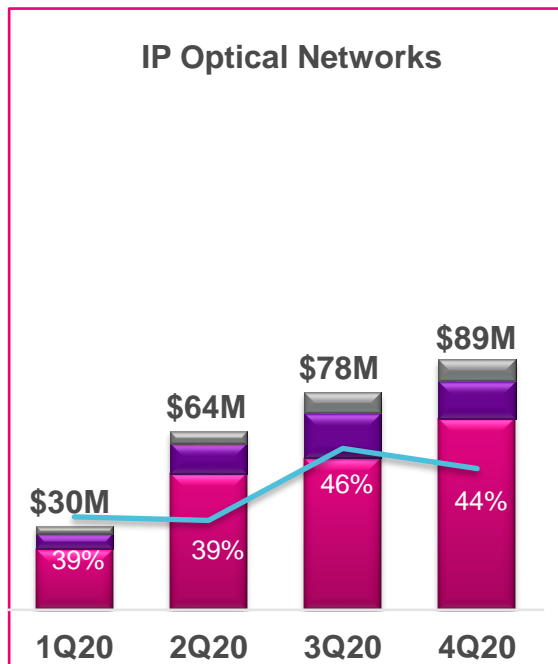 IP Optical Networks
$30M
$64M
$78M
$89M
39%
39%
46%
44%
1Q20 2Q20 3Q20 4Q20